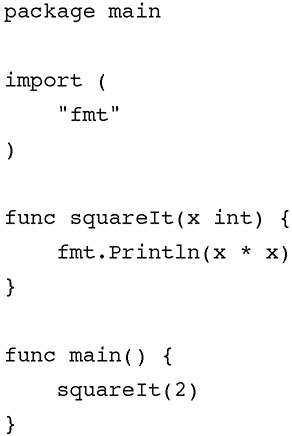 package main

import (
    "fmt"
)

func squareIt(x int) {
    fmt.Println(x * x)
}

func main() {
    squareIt(2)
}